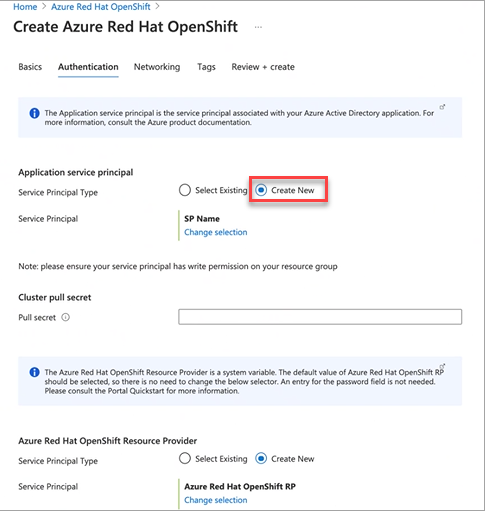 Home > Azure Red Hat OpenShift >
Create Azure Red Hat OpenShift ...
Basics Authentication Networking Tags Review + create
The Application service principal is the service principal associated with your Azure Active Directory application. For
more information, consult the Azure product documentation.
Application service principal
Service Principal Type Select Existing Create New
Service Principal SP Name
Change selection
Note: please ensure your service principal has write permission on your resource group
Cluster pull secret
Pull secret
The Azure Red Hat OpenShift Resource Provider is a system variable. The default value of Azure Red Hat OpenShift RP
should be selected, so there is no need to change the below selector. An entry for the password field is not needed.
Please consult the Portal Quickstart for more information.
Azure Red Hat OpenShift Resource Provider
Service Principal Type Select Existing Create New
Service Principal Azure Red Hat OpenShift RP
Change selection